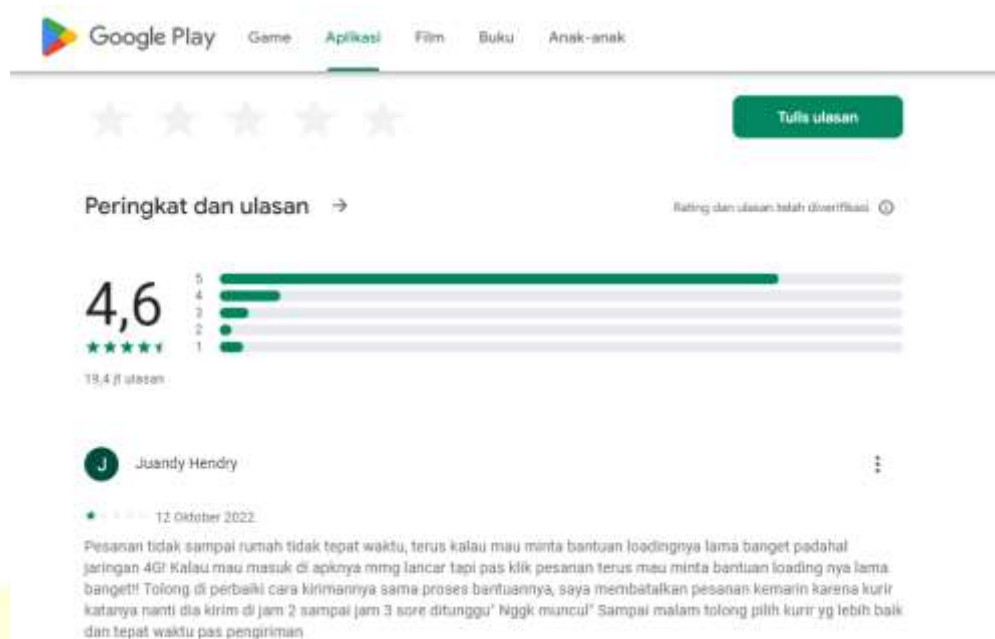 Google Play Game Aplikasi Film Buku Anak-anak
Tulis ulasan
Peringkat dan ulasan →
Rating dan ulasan telah diverifikasi
4,6
5
4
3
2
1
19,4 jt ulasan
J Juandy Hendry
12 Oktober 2022
Pesanan tidak sampai rumah tidak tepat waktu, terus kalau mau minta bantuan loadingnya lama banget padahal
jaringan 4G! Kalau mau masuk di apknya mmg lancar tapi pas klik pesanan terus mau minta bantuan loading nya lama
banget!! Tolong di perbaiki cara kirimannya sama proses bantuannya, saya membatalkan pesanan kemarin karena kurir
katanya nanti dia kirim di jam 2 sampai jam 3 sore ditunggu" Nggk muncul" Sampai malam tolong pilih kurir yg lebih baik
dan tepat waktu pas pengiriman